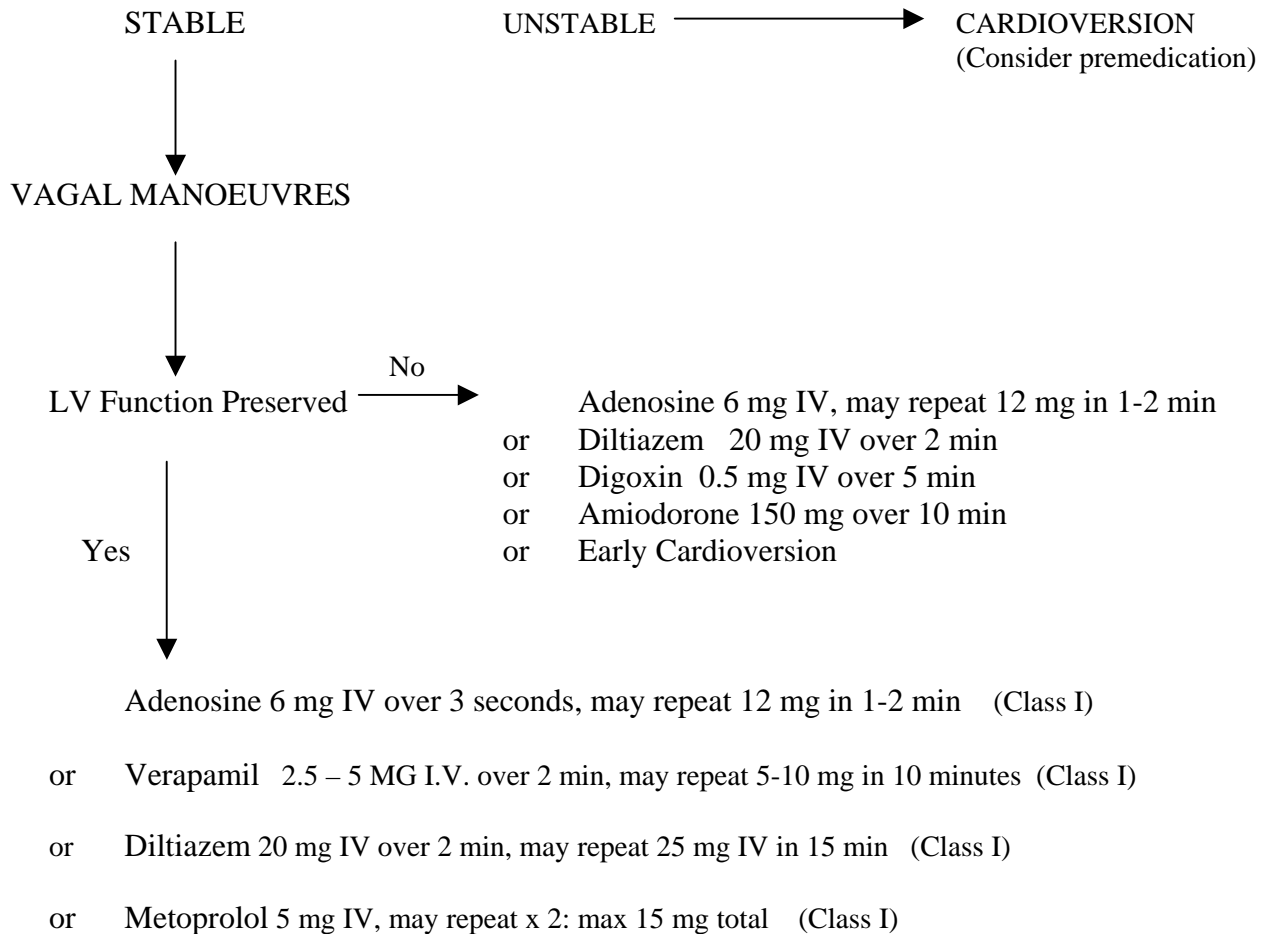 STABLE UNSTABLE CARDIOVERSION
(Consider premedication)
VAGAL MANOEUVRES
No
LV Function Preserved Adenosine 6 mg IV, may repeat 12 mg in 1-2 min
or Diltiazem 20 mg IV over 2 min
or Digoxin 0.5 mg IV over 5 min
or Amiodorone 150 mg over 10 min
Yes or Early Cardioversion
Adenosine 6 mg IV over 3 seconds, may repeat 12 mg in 1-2 min (Class I)
or Verapamil 2.5 – 5 MG I.V. over 2 min, may repeat 5-10 mg in 10 minutes (Class I)
or Diltiazem 20 mg IV over 2 min, may repeat 25 mg IV in 15 min (Class I)
or Metoprolol 5 mg IV, may repeat x 2: max 15 mg total (Class I)